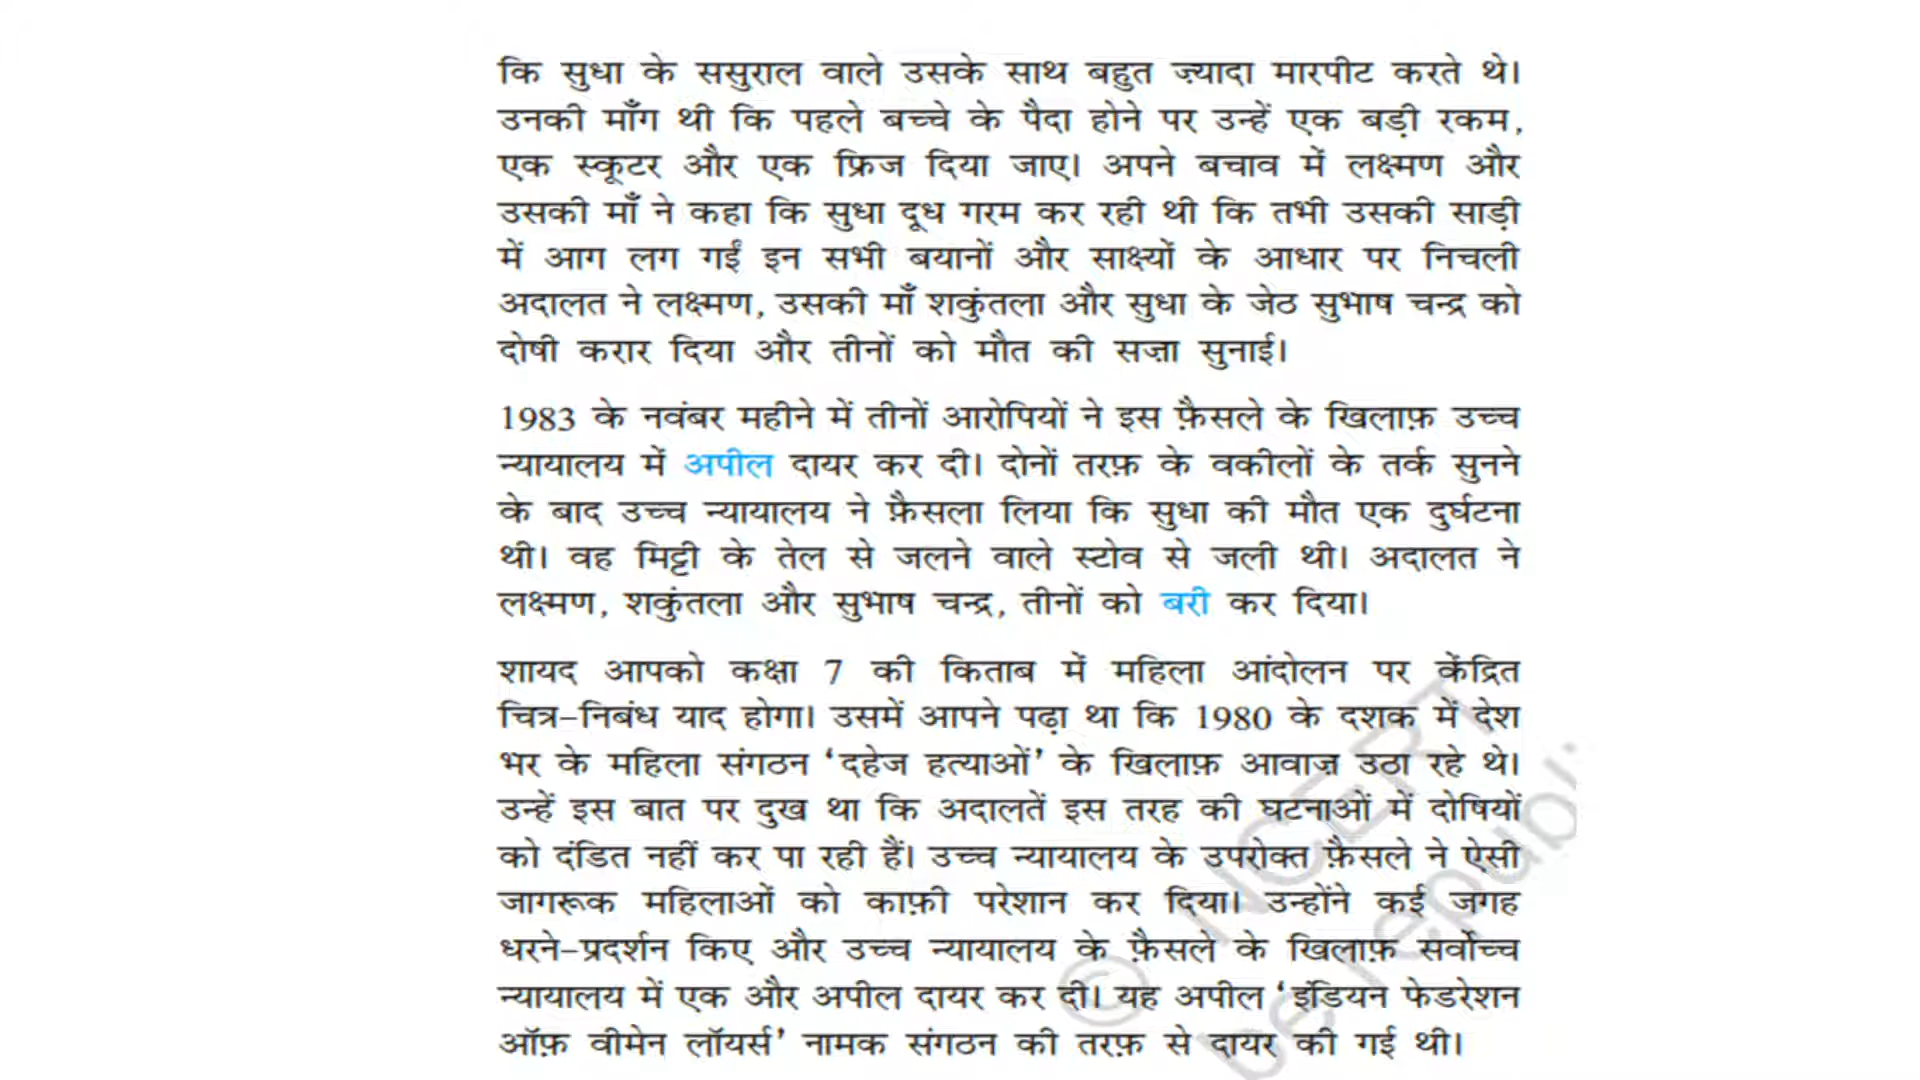 कि सुधा के ससुराल वाले उसके साथ बहुत ज़्यादा मारपीट करते थे।
उनकी माँग थी कि पहले बच्चे के पैदा होने पर उन्हें एक बड़ी रकम,
एक स्कूटर और एक फ्रिज दिया जाए। अपने बचाव में लक्ष्मण और
उसकी माँ ने कहा कि सुधा दूध गरम कर रही थी कि तभी उसकी साड़ी
में आग लग गईं इन सभी बयानों और साक्ष्यों के आधार पर निचली
अदालत ने लक्ष्मण, उसकी माँ शकुंतला और सुधा के जेठ सुभाष चन्द्र को
दोषी करार दिया और तीनों को मौत की सज़ा सुनाई।
1983 के नवंबर महीने में तीनों आरोपियों ने इस फ़ैसले के खिलाफ़ उच्च
न्यायालय में अपील दायर कर दी। दोनों तरफ़ के वकीलों के तर्क सुनने
के बाद उच्च न्यायालय ने फ़ैसला लिया कि सुधा की मौत एक दुर्घटना
थी। वह मिट्टी के तेल से जलने वाले स्टोव से जली थी। अदालत ने
लक्ष्मण, शकुंतला और सुभाष चन्द्र, तीनों को बरी कर दिया।
शायद आपको कक्षा 7 की किताब में महिला आंदोलन पर केंद्रित
चित्र-निबंध याद होगा। उसमें आपने पढ़ा था कि 1980 के दशक में देश
भर के महिला संगठन ‘दहेज हत्याओं’ के खिलाफ़ आवाज़ उठा रहे थे।
उन्हें इस बात पर दुख था कि अदालतें इस तरह की घटनाओं में दोषियों
को दंडित नहीं कर पा रही हैं। उच्च न्यायालय के उपरोक्त फ़ैसले ने ऐसी
जागरूक महिलाओं को काफ़ी परेशान कर दिया। उन्होंने कई जगह
धरने-प्रदर्शन किए और उच्च न्यायालय के फ़ैसले के खिलाफ़ सर्वोच्च
न्यायालय में एक और अपील दायर कर दी। यह अपील ‘इंडियन फेडरेशन
ऑफ़ वीमेन लॉयर्स’ नामक संगठन की तरफ़ से दायर की गई थी।
© NCERT
be republi